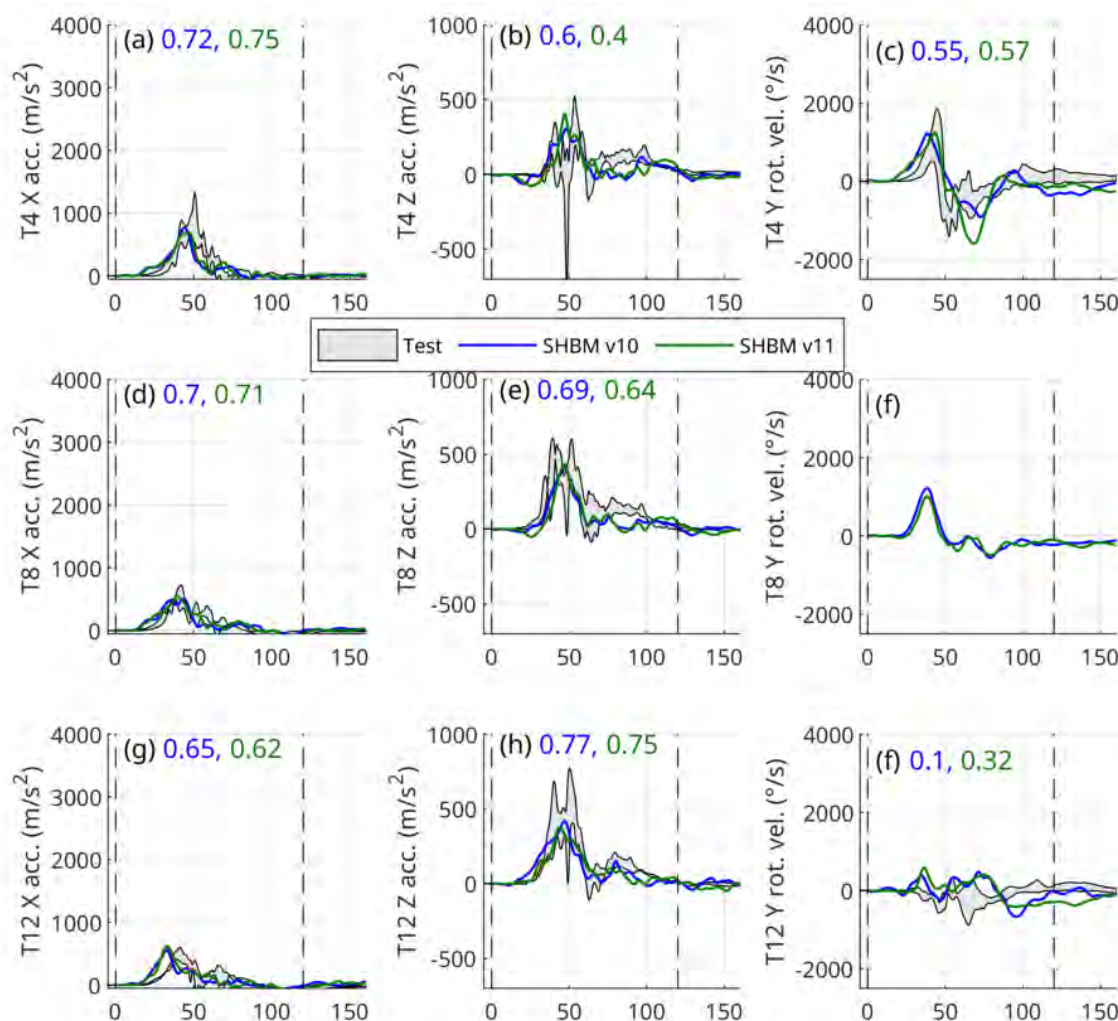 (a) 0.72, 0.75
T4 X acc. (m/s²)
4000
3000
2000
1000
0
0 50 100 150
(b) 0.6, 0.4
T4 Z acc. (m/s²)
1000
500
0
-500
0 50 100 150
(c) 0.55, 0.57
T4 Y rot. vel. (°/s)
4000
2000
0
-2000
0 50 100 150
Test SHBM v10 SHBM v11
(d) 0.7, 0.71
T8 X acc. (m/s²)
4000
3000
2000
1000
0
0 50 100 150
(e) 0.69, 0.64
T8 Z acc. (m/s²)
1000
500
0
-500
0 50 100 150
(f)
T8 Y rot. vel. (°/s)
4000
2000
0
-2000
0 50 100 150
(g) 0.65, 0.62
T12 X acc. (m/s²)
4000
3000
2000
1000
0
0 50 100 150
(h) 0.77, 0.75
T12 Z acc. (m/s²)
1000
500
0
-500
0 50 100 150
(f) 0.1, 0.32
T12 Y rot. vel. (°/s)
4000
2000
0
-2000
0 50 100 150